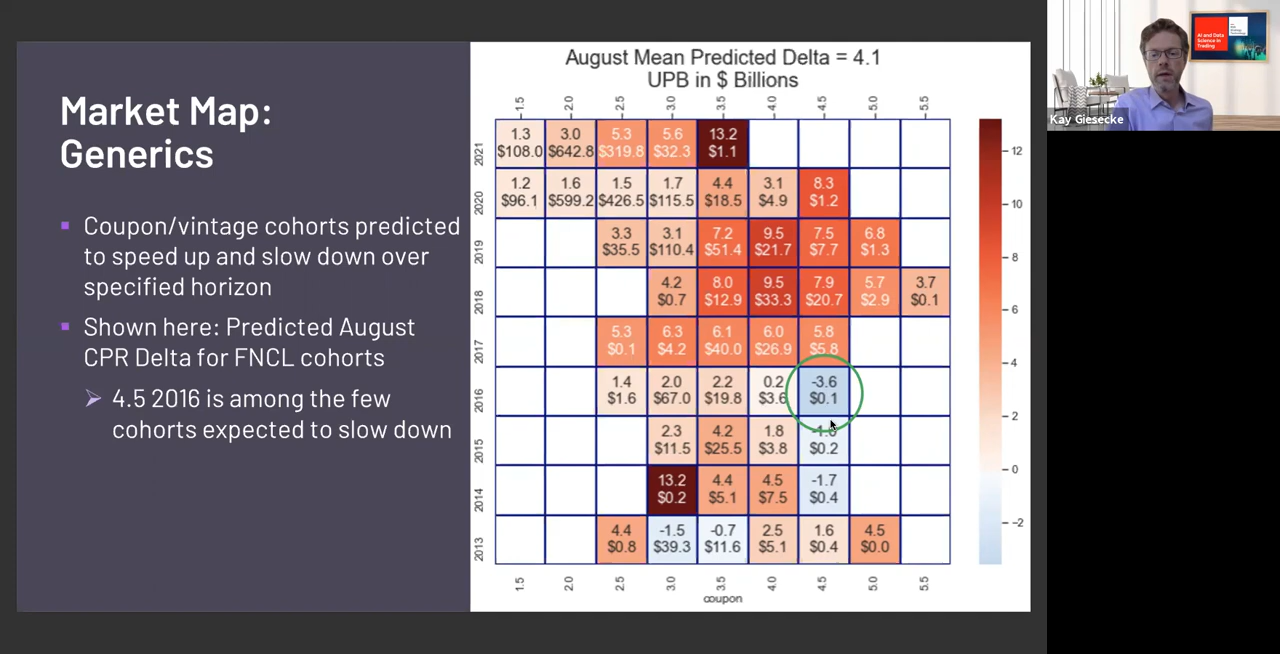 Market Map:
Generics
Coupon/vintage cohorts predicted
to speed up and slow down over
specified horizon
Shown here: Predicted August
CPR Delta for FNCL cohorts
4.5 2016 is among the few
cohorts expected to slow down
August Mean Predicted Delta = 4.1
UPB in $ Billions
1.5 2.0 2.5 3.0 3.5 4.0 4.5 5.0 5.5
2021 1.3 3.0 5.3 5.6 13.2
$108.0 $642.8 $319.8 $32.3 $1.1
2020 1.2 1.6 1.5 1.7 4.4 3.1 8.3
$96.1 $599.2 $426.5 $115.5 $18.5 $4.9 $1.2
2019 3.3 3.1 7.2 9.5 7.5 6.8
$35.5 $110.4 $51.4 $21.7 $7.7 $1.3
2018 4.2 8.0 9.5 7.9 5.7 3.7
$0.7 $12.9 $33.3 $20.7 $2.9 $0.1
2017 5.3 6.3 6.1 6.0 5.8
$0.1 $4.2 $40.0 $26.9 $5.8
2016 1.4 2.0 2.2 0.2 -3.6
$1.6 $67.0 $19.8 $3.6 $0.1
2015 2.3 4.2 1.8
$11.5 $25.5 $3.8 $0.2
2014 13.2 4.4 4.5 -1.7
$0.2 $5.1 $7.5 $0.4
2013 4.4 -1.5 -0.7 2.5 1.6 4.5
$0.8 $39.3 $11.6 $5.1 $0.4 $0.0
1.5 2.0 2.5 3.0 3.5 4.0 4.5 5.0 5.5
coupon
12
10
8
6
4
2
0
−2
AI and Data
Science in
Trading
Kay Giesecke